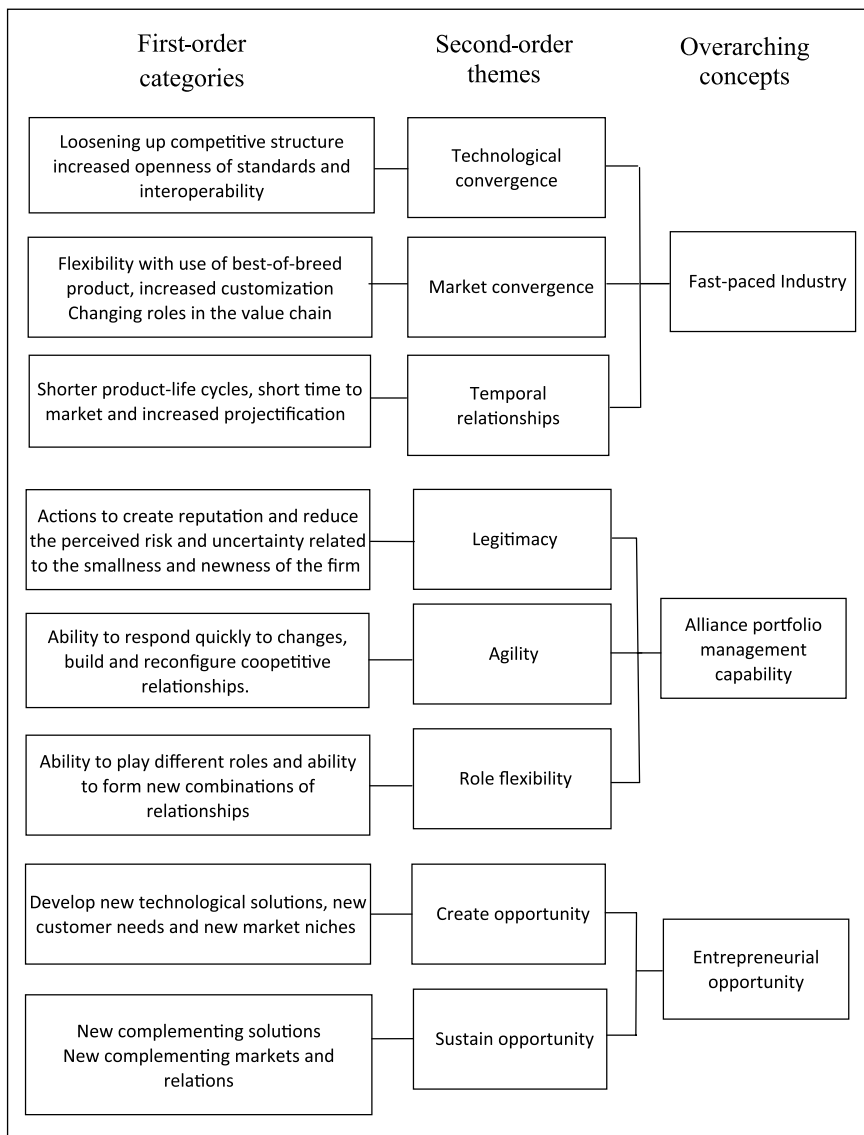 First-order
categories
Second-order
themes
Overarching
concepts
Loosening up competitive structure
increased openness of standards and
interoperability
Technological
convergence
Flexibility with use of best-of-breed
product, increased customization
Changing roles in the value chain
Market convergence
Fast-paced Industry
Shorter product-life cycles, short time to
market and increased projectification
Temporal
relationships
Actions to create reputation and reduce
the perceived risk and uncertainty related
to the smallness and newness of the firm
Legitimacy
Ability to respond quickly to changes,
build and reconfigure coopetitive
relationships.
Agility
Alliance portfolio
management
capability
Ability to play different roles and ability
to form new combinations of
relationships
Role flexibility
Develop new technological solutions, new
customer needs and new market niches
Create opportunity
Entrepreneurial
opportunity
New complementing solutions
New complementing markets and
relations
Sustain opportunity